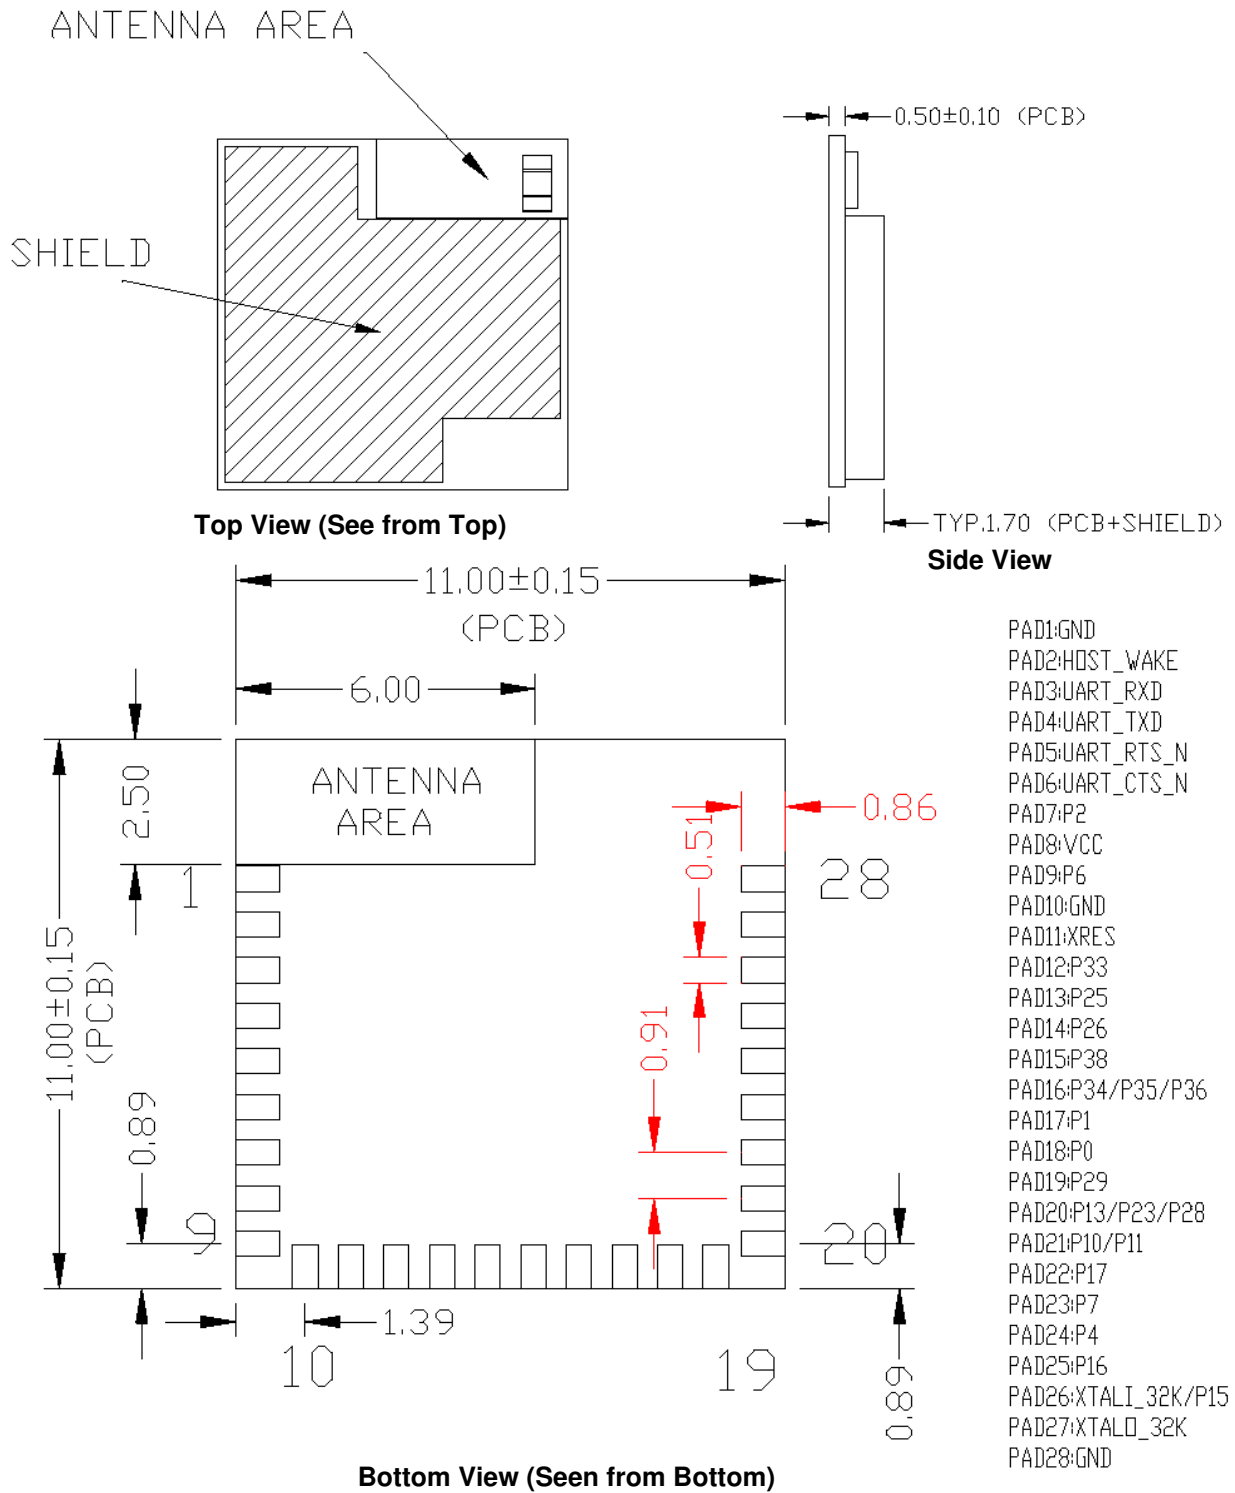 ANTENNA AREA
0.50±0.10 (PCB)
SHIELD
Top View (See from Top)
TYP.1.70 (PCB+SHIELD)
Side View
11.00±0.15
(PCB)
6.00
2.50
ANTENNA
AREA
0.86
0.51
1
28
11.00±0.15
(PCB)
0.91
0.89
9
20
1.39
10
19
0.89
PAD1:GND
PAD2:HOST_WAKE
PAD3:UART_RXD
PAD4:UART_TXD
PAD5:UART_RTS_N
PAD6:UART_CTS_N
PAD7:P2
PAD8:VCC
PAD9:P6
PAD10:GND
PAD11:XRES
PAD12:P33
PAD13:P25
PAD14:P26
PAD15:P38
PAD16:P34/P35/P36
PAD17:P1
PAD18:P0
PAD19:P29
PAD20:P13/P23/P28
PAD21:P10/P11
PAD22:P17
PAD23:P7
PAD24:P4
PAD25:P16
PAD26:XTALI_32K/P15
PAD27:XTALO_32K
PAD28:GND
Bottom View (Seen from Bottom)